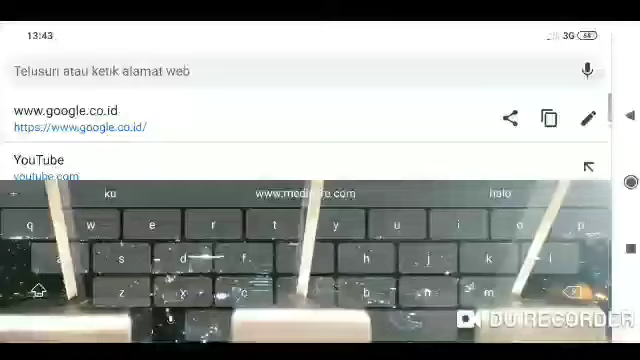 13:43 3G 68
Telusuri atau ketik alamat web
www.google.co.id
https://www.google.co.id/
YouTube
youtube.com
+ ku www.mediafire.com halo
q w e r t y u i o p
a s d f h j k l
z x c b n m
DU RECORDER